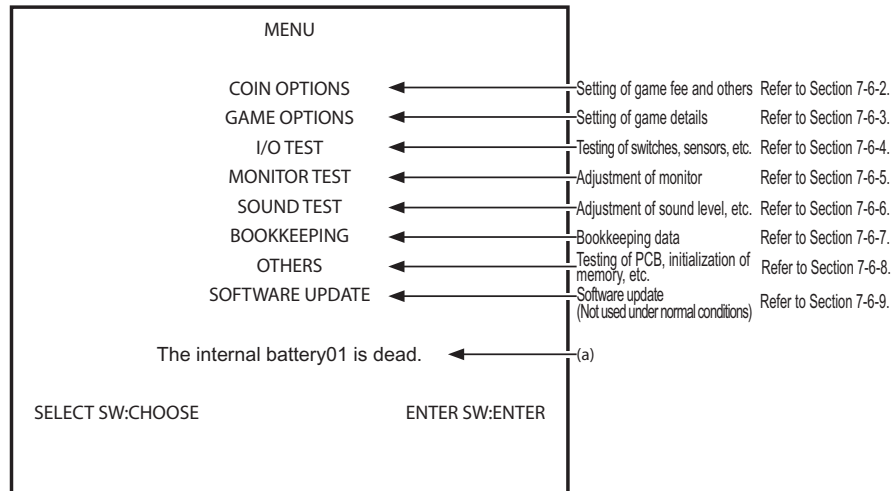 MENU
COIN OPTIONS Setting of game fee and others Refer to Section 7-6-2.
GAME OPTIONS Setting of game details Refer to Section 7-6-3.
I/O TEST Testing of switches, sensors, etc. Refer to Section 7-6-4.
MONITOR TEST Adjustment of monitor Refer to Section 7-6-5.
SOUND TEST Adjustment of sound level, etc. Refer to Section 7-6-6.
BOOKKEEPING Bookkeeping data Refer to Section 7-6-7.
OTHERS Testing of PCB, initialization of
memory, etc. Refer to Section 7-6-8.
SOFTWARE UPDATE Software update
(Not used under normal conditions) Refer to Section 7-6-9.
The internal battery01 is dead. (a)
SELECT SW:CHOOSE ENTER SW:ENTER